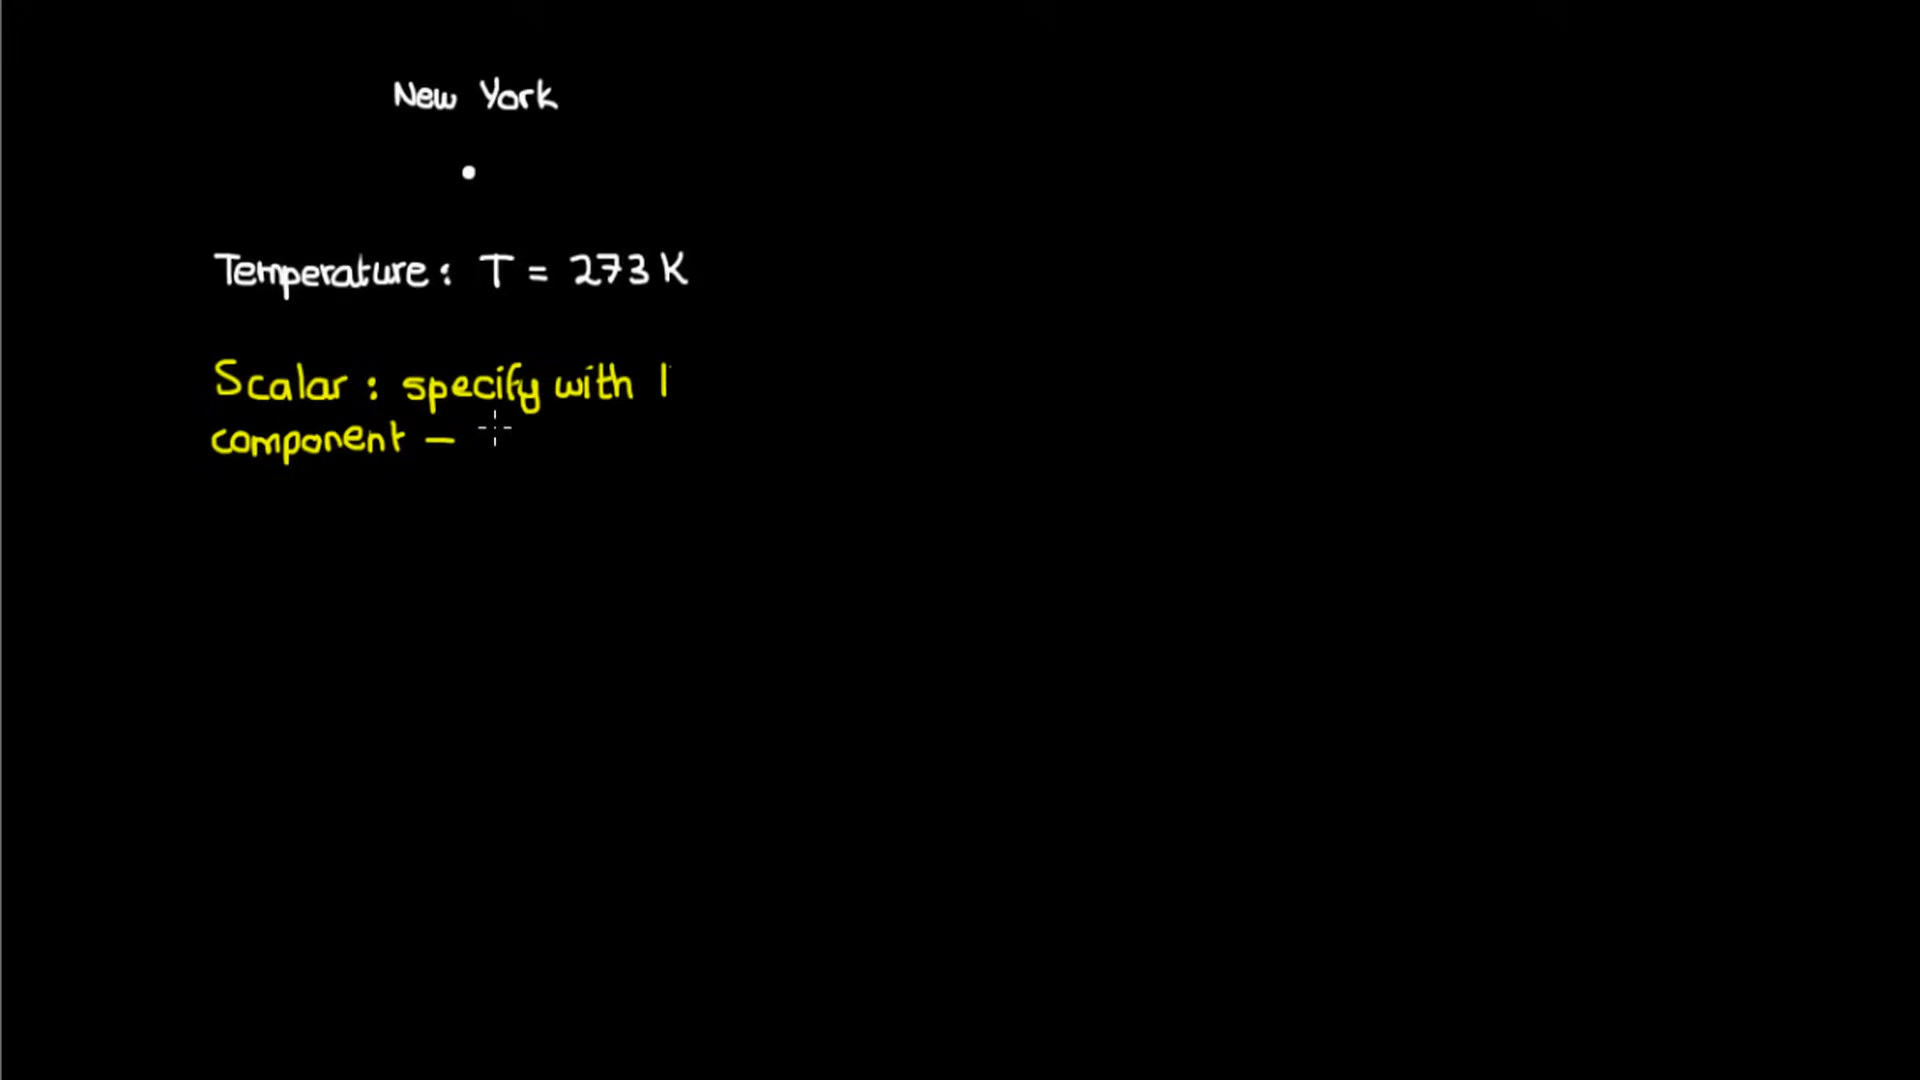 New York
Temperature: T = 273 K
Scalar: specify with 1
component —